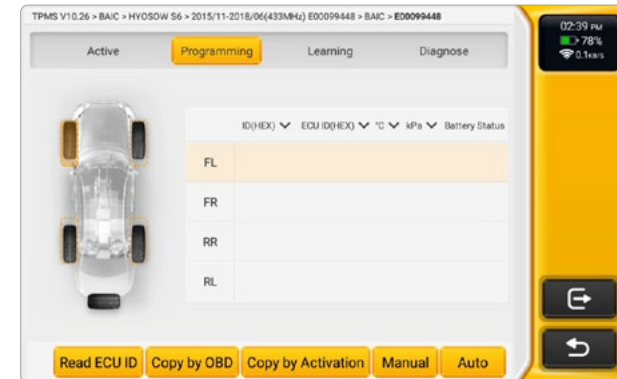 TPMS V10.26 > BAIC > HYOSOW S6 > 2015/11-2018/06(433MHz) E00099448 > BAIC > E00099448
02:39 PM
78%
0.1KB/S
Active Programming Learning Diagnose
ID(HEX) ECU ID(HEX) °C kPa Battery Status
FL
FR
RR
RL
Read ECU ID Copy by OBD Copy by Activation Manual Auto